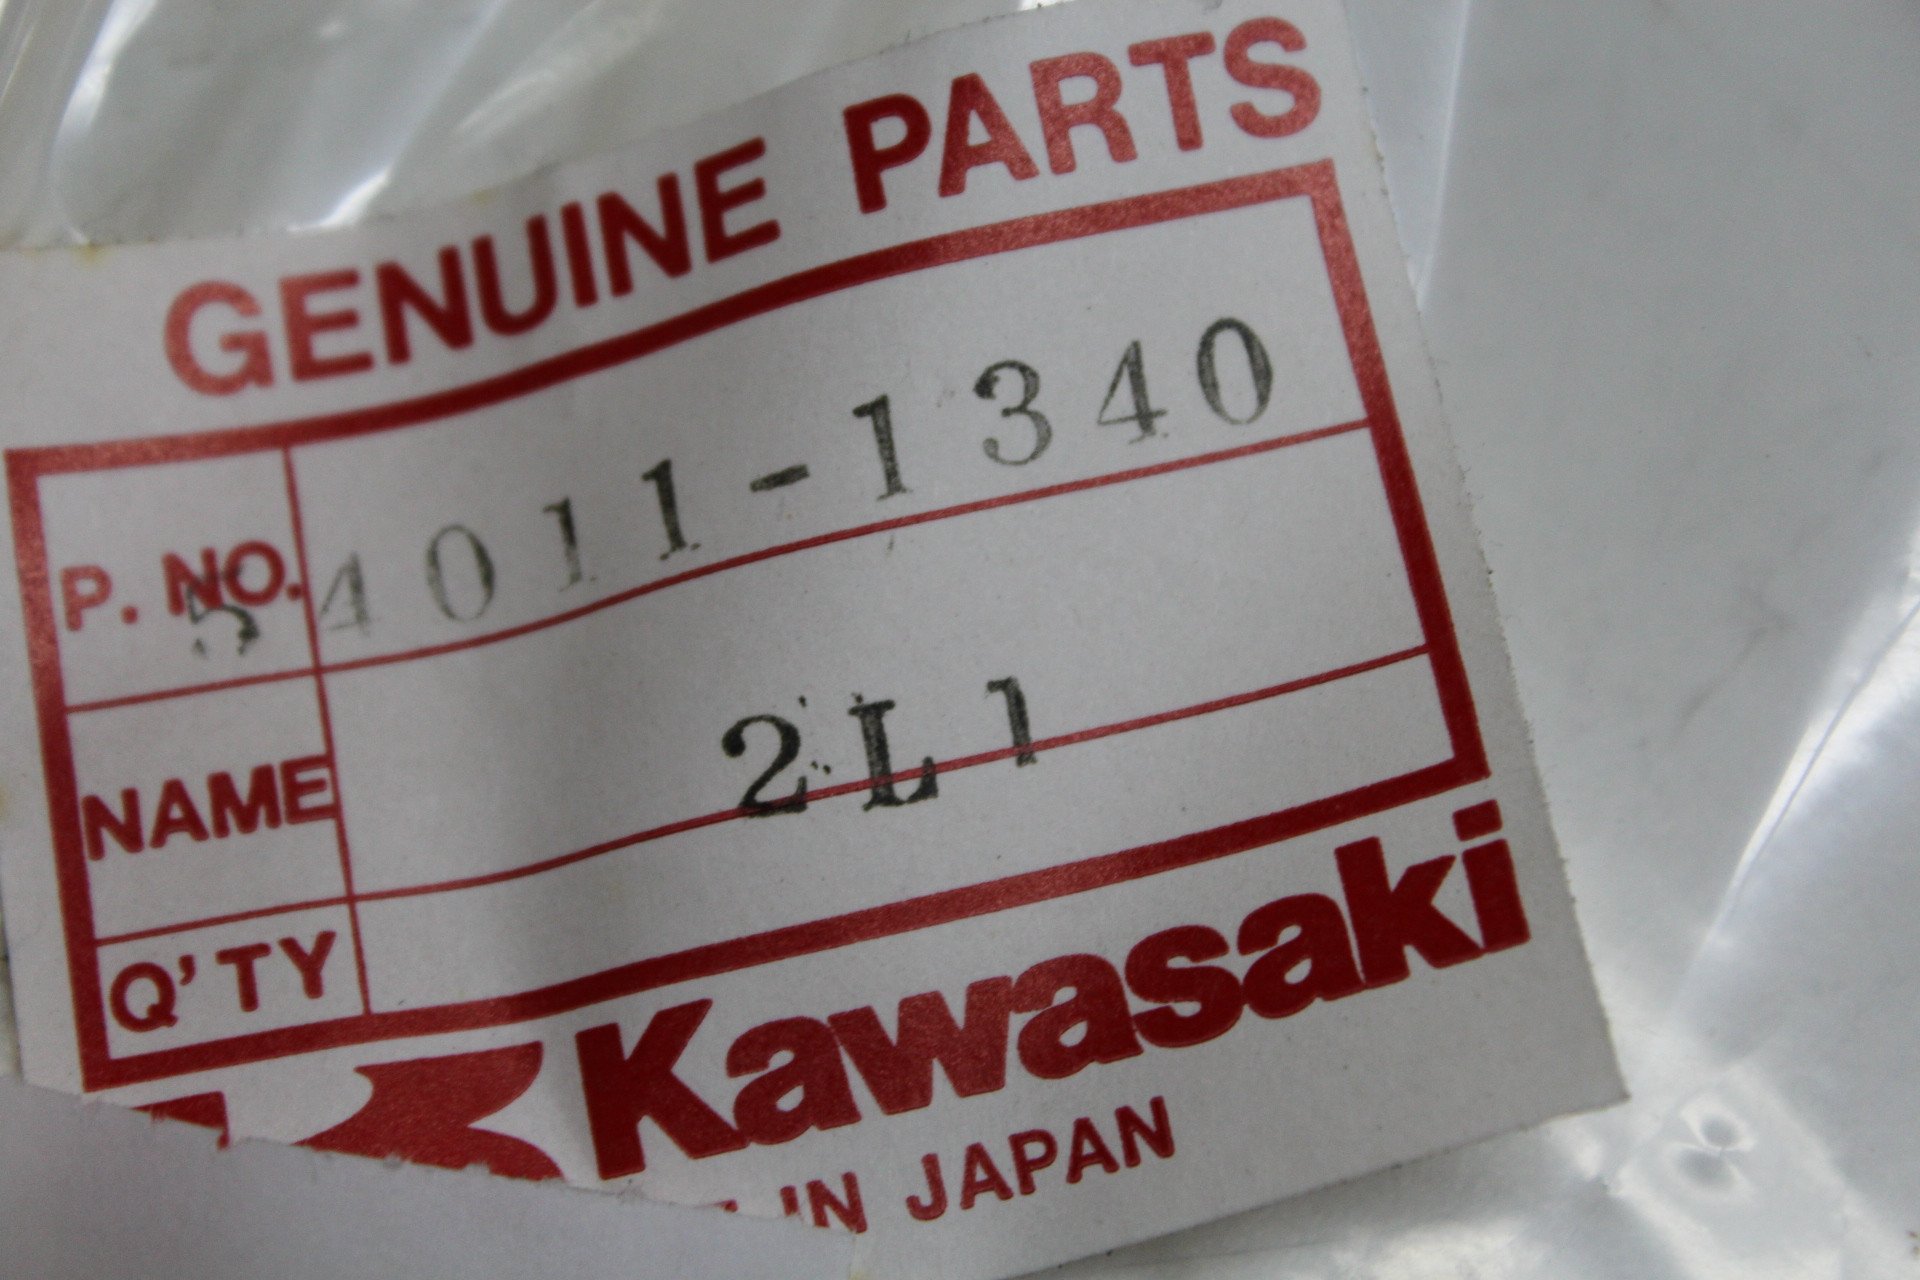 GENUINE PARTS
P. NO. 54011-1340
NAME
2L1
Q'TY
Kawasaki
IN JAPAN